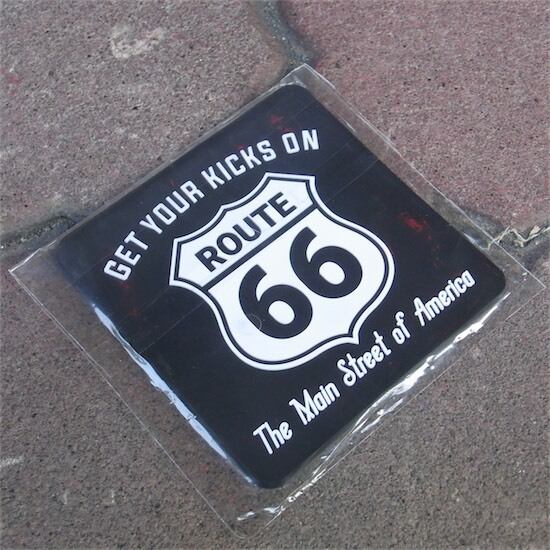 GET YOUR KICKS ON
ROUTE
66
The Main Street of America